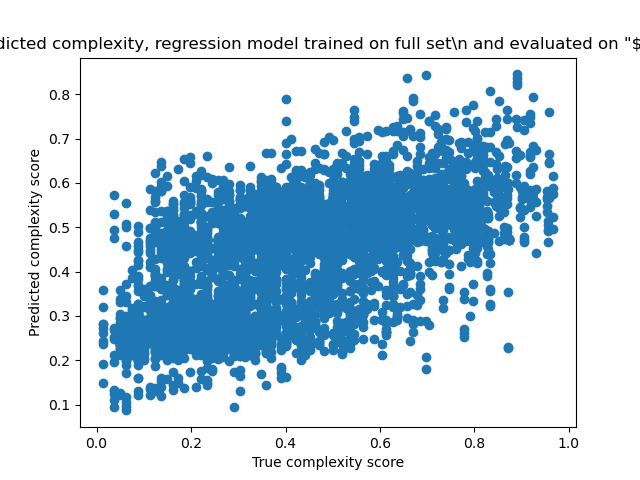 dicted complexity, regression model trained on full set\n and evaluated on "$
0.8
0.7
0.6
0.5
0.4
0.3
0.2
0.1
Predicted complexity score
0.0 0.2 0.4 0.6 0.8 1.0
True complexity score